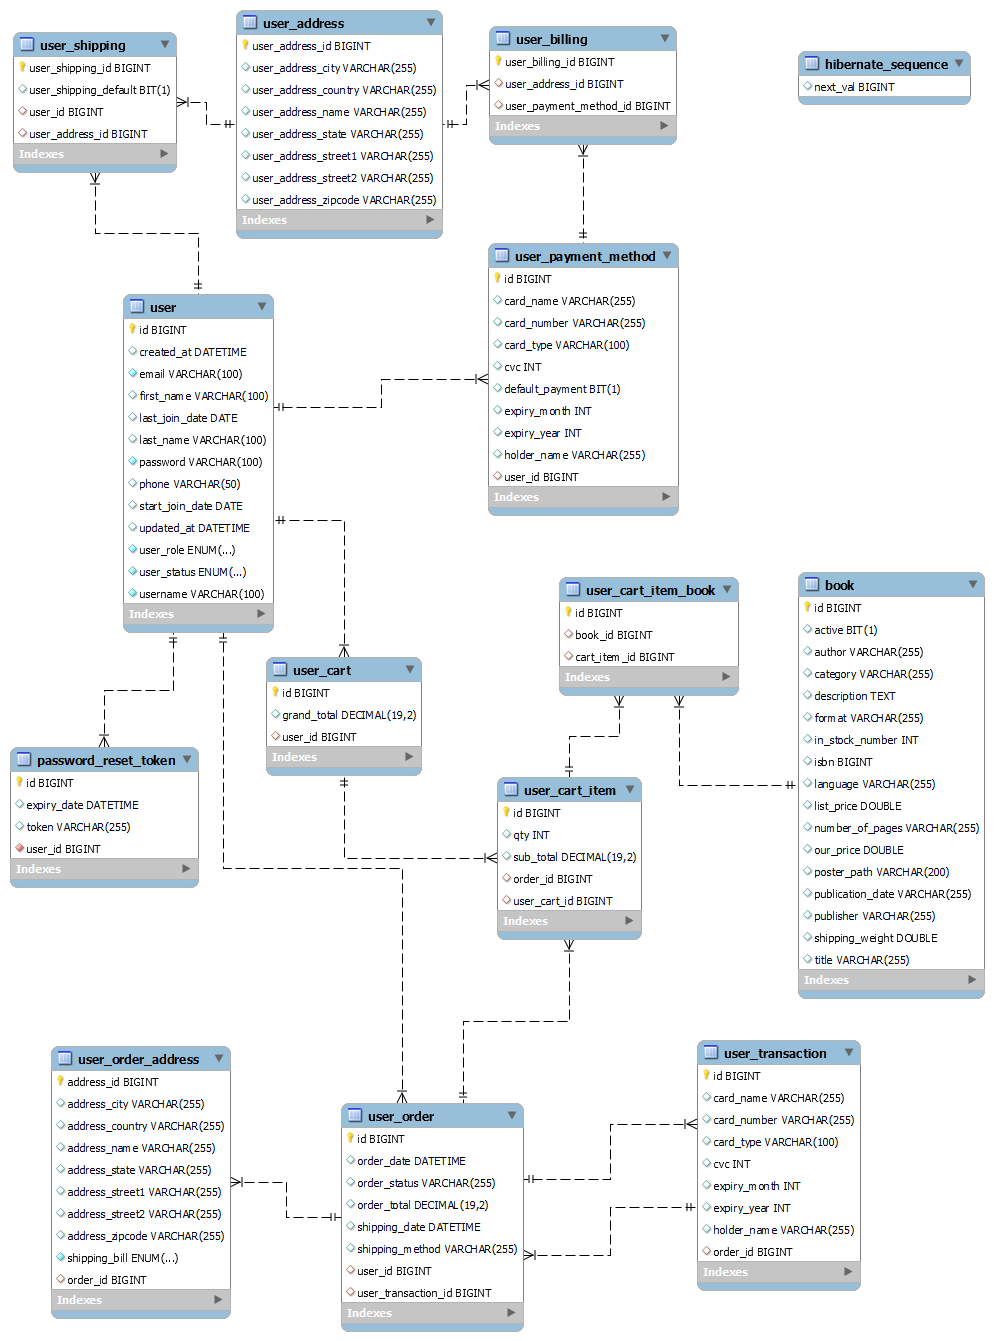 user_shipping
user_shipping_id BIGINT
user_shipping_default BIT(1)
user_id BIGINT
user_address_id BIGINT
Indexes
user_address
user_address_id BIGINT
user_address_city VARCHAR(255)
user_address_country VARCHAR(255)
user_address_name VARCHAR(255)
user_address_state VARCHAR(255)
user_address_street1 VARCHAR(255)
user_address_street2 VARCHAR(255)
user_address_zipcode VARCHAR(255)
Indexes
user_billing
user_billing_id BIGINT
user_address_id BIGINT
user_payment_method_id BIGINT
Indexes
hibernate_sequence
next_val BIGINT
user_payment_method
id BIGINT
card_name VARCHAR(255)
card_number VARCHAR(255)
card_type VARCHAR(100)
cvc INT
default_payment BIT(1)
expiry_month INT
expiry_year INT
holder_name VARCHAR(255)
user_id BIGINT
Indexes
user
id BIGINT
created_at DATETIME
email VARCHAR(100)
first_name VARCHAR(100)
last_join_date DATE
last_name VARCHAR(100)
password VARCHAR(100)
phone VARCHAR(50)
start_join_date DATE
updated_at DATETIME
user_role ENUM(...)
user_status ENUM(...)
username VARCHAR(100)
Indexes
user_cart_item_book
id BIGINT
book_id BIGINT
cart_item_id BIGINT
Indexes
book
id BIGINT
active BIT(1)
author VARCHAR(255)
category VARCHAR(255)
description TEXT
format VARCHAR(255)
in_stock_number INT
isbn BIGINT
language VARCHAR(255)
list_price DOUBLE
number_of_pages VARCHAR(255)
our_price DOUBLE
poster_path VARCHAR(200)
publication_date VARCHAR(255)
publisher VARCHAR(255)
shipping_weight DOUBLE
title VARCHAR(255)
Indexes
user_cart
id BIGINT
grand_total DECIMAL(19,2)
user_id BIGINT
Indexes
password_reset_token
id BIGINT
expiry_date DATETIME
token VARCHAR(255)
user_id BIGINT
Indexes
user_cart_item
id BIGINT
qty INT
sub_total DECIMAL(19,2)
order_id BIGINT
user_cart_id BIGINT
Indexes
user_order_address
address_id BIGINT
address_city VARCHAR(255)
address_country VARCHAR(255)
address_name VARCHAR(255)
address_state VARCHAR(255)
address_street1 VARCHAR(255)
address_street2 VARCHAR(255)
address_zipcode VARCHAR(255)
shipping_bill ENUM(...)
order_id BIGINT
Indexes
user_order
id BIGINT
order_date DATETIME
order_status VARCHAR(255)
order_total DECIMAL(19,2)
shipping_date DATETIME
shipping_method VARCHAR(255)
user_id BIGINT
user_transaction_id BIGINT
Indexes
user_transaction
id BIGINT
card_name VARCHAR(255)
card_number VARCHAR(255)
card_type VARCHAR(100)
cvc INT
expiry_month INT
expiry_year INT
holder_name VARCHAR(255)
order_id BIGINT
Indexes